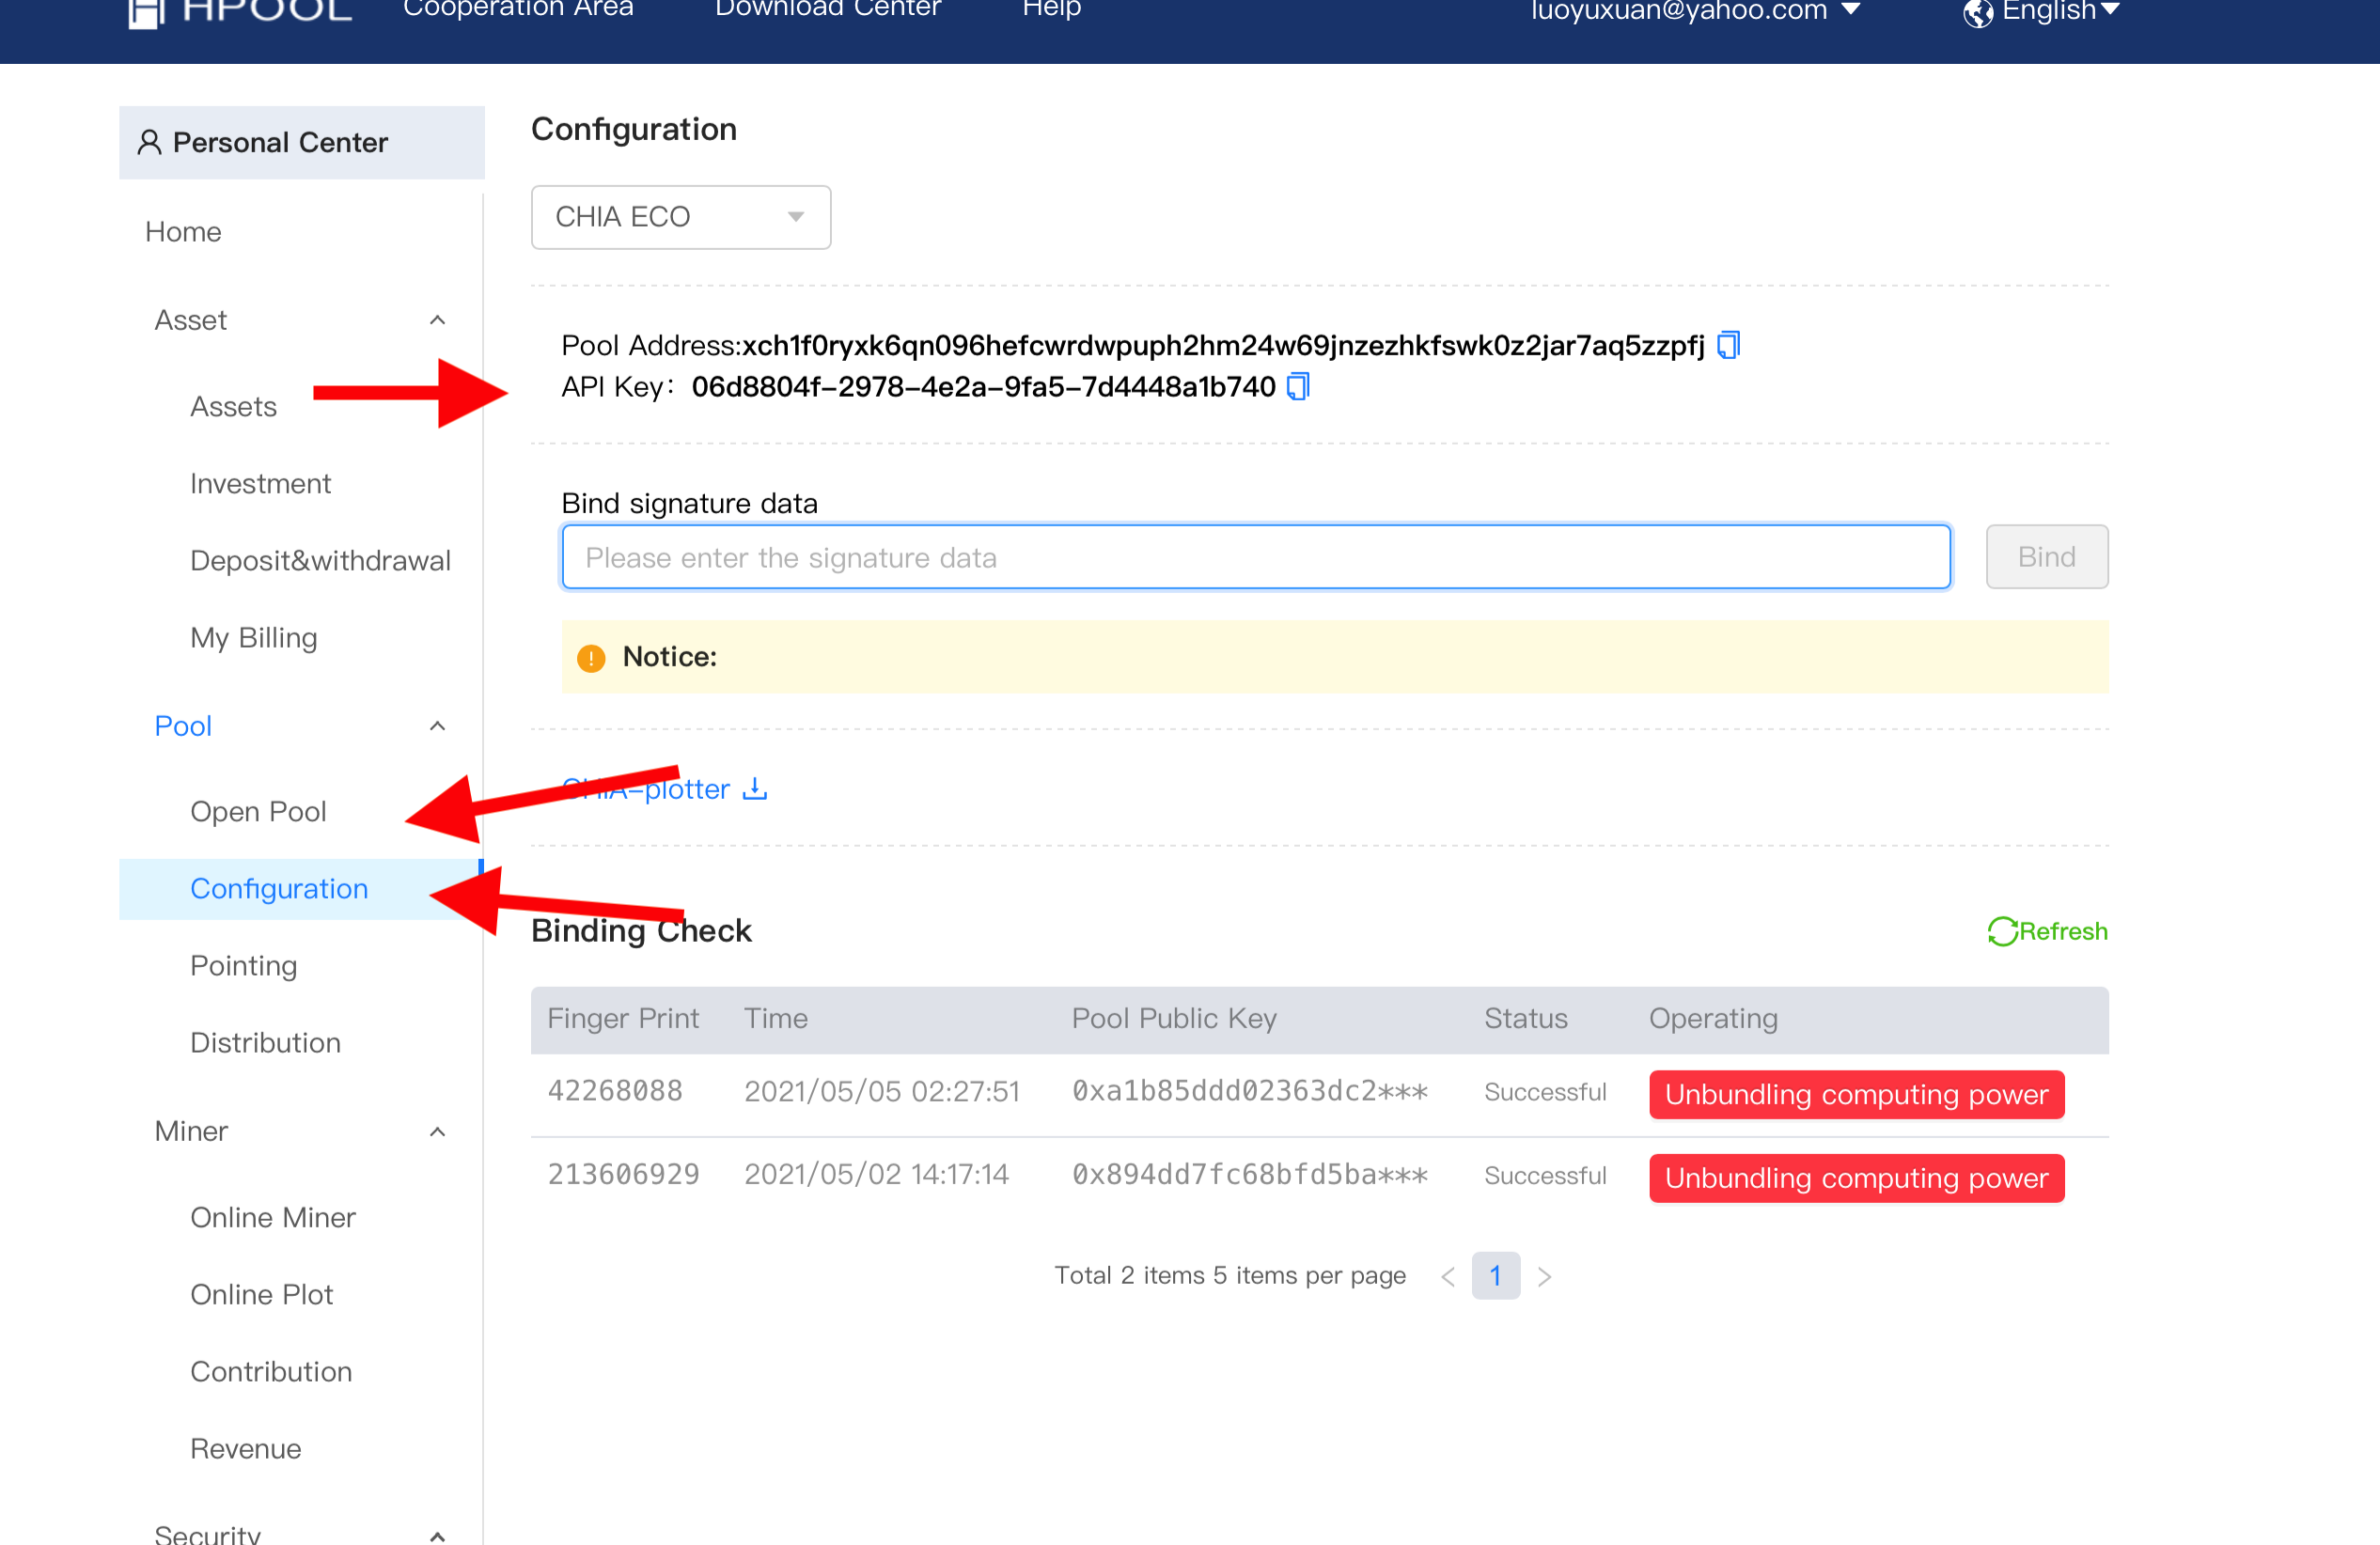 HPOOL
Cooperation Area
Download Center
Help
luoyuxuan@yahoo.com
English
Personal Center
Home
Asset
Assets
Investment
Deposit&withdrawal
My Billing
Pool
Open Pool
Configuration
Pointing
Distribution
Miner
Online Miner
Online Plot
Contribution
Revenue
Security
Configuration
CHIA ECO
Pool Address:xch1f0ryxk6qn096hefcwrdwpuph2hm24w69jnzezhkfswk0z2jar7aq5zzpfj
API Key: 06d8804f-2978-4e2a-9fa5-7d4448a1b740
Bind signature data
Please enter the signature data
Bind
Notice:
CHIA-plotter
Binding Check
Refresh
Finger Print Time Pool Public Key Status Operating
42268088 2021/05/05 02:27:51 0xa1b85ddd02363dc2*** Successful Unbundling computing power
213606929 2021/05/02 14:17:14 0x894dd7fc68bfd5ba*** Successful Unbundling computing power
Total 2 items 5 items per page < 1 >